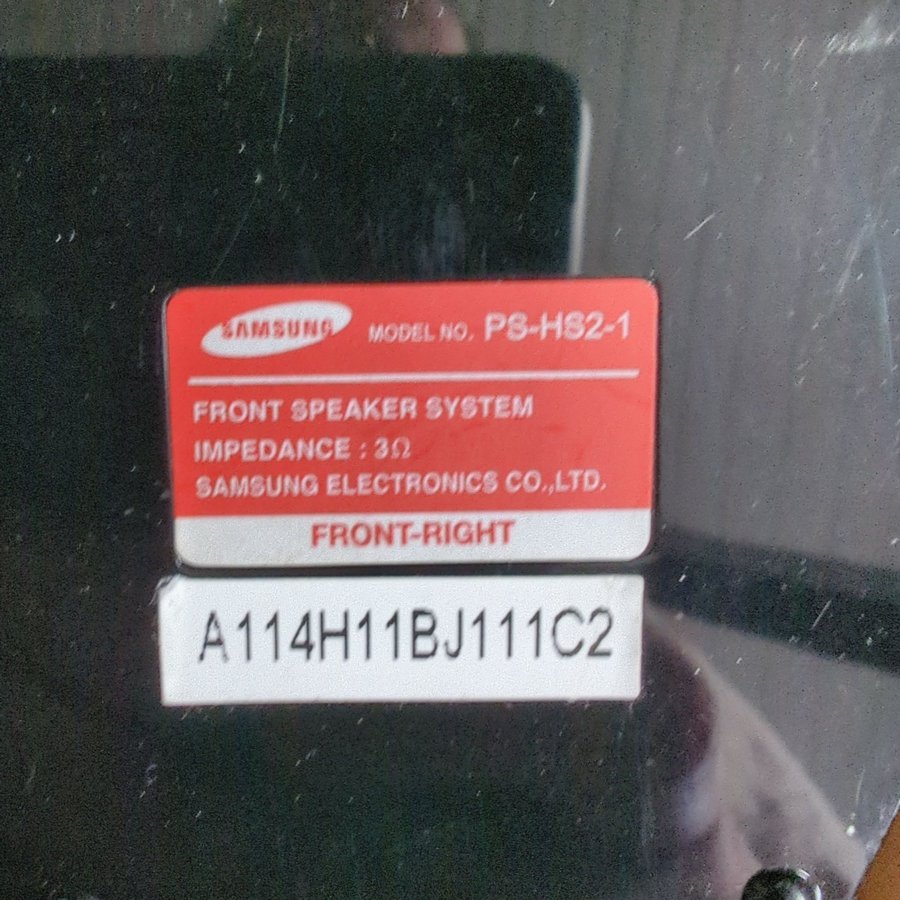 SAMSUNG MODEL NO. PS-HS2-1
FRONT SPEAKER SYSTEM
IMPEDANCE : 3Ω
SAMSUNG ELECTRONICS CO.,LTD.
FRONT-RIGHT
A114H11BJ111C2